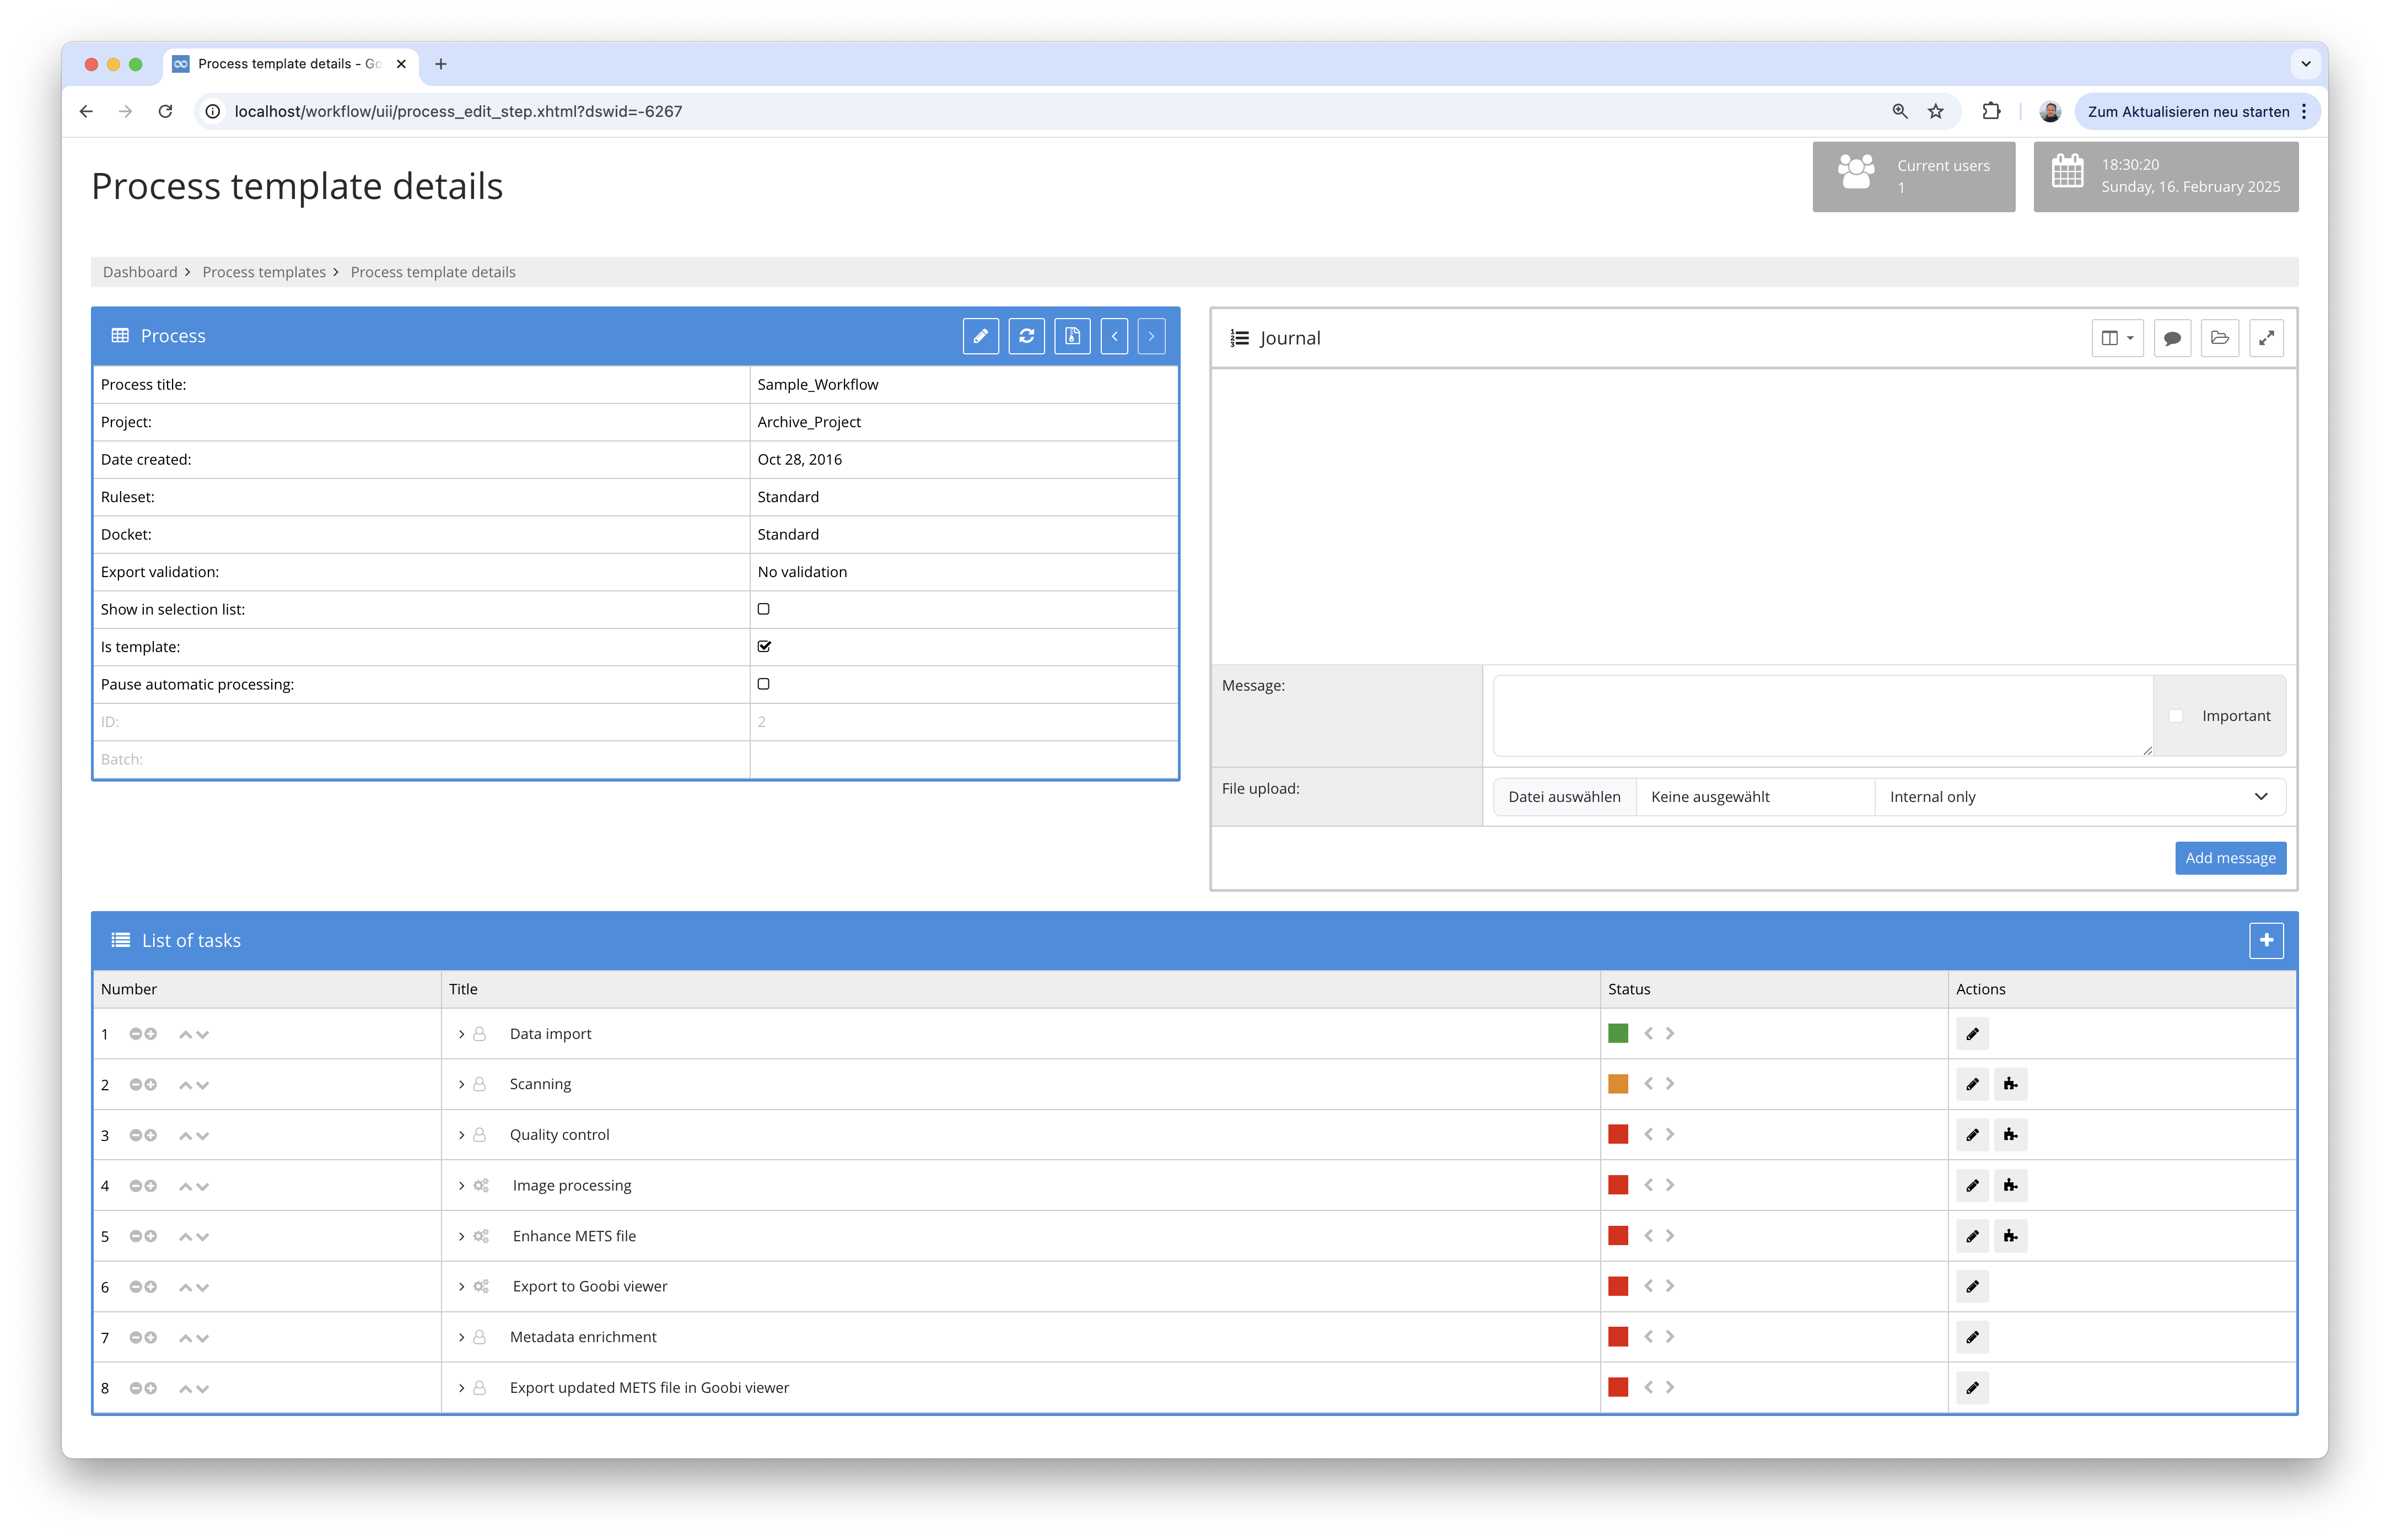 Process template details - Go
localhost/workflow/uii/process_edit_step.xhtml?dswid=-6267
Zum Aktualisieren neu starten
Process template details
Current users
1
18:30:20
Sunday, 16. February 2025
Dashboard
Process templates
Process template details
Process
Process title: Sample_Workflow
Project: Archive_Project
Date created: Oct 28, 2016
Ruleset: Standard
Docket: Standard
Export validation: No validation
Show in selection list:
Is template:
Pause automatic processing:
ID: 2
Batch:
Journal
Message:
Important
File upload: Datei auswählen Keine ausgewählt Internal only
Add message
List of tasks
Number Title Status Actions
1 Data import
2 Scanning
3 Quality control
4 Image processing
5 Enhance METS file
6 Export to Goobi viewer
7 Metadata enrichment
8 Export updated METS file in Goobi viewer